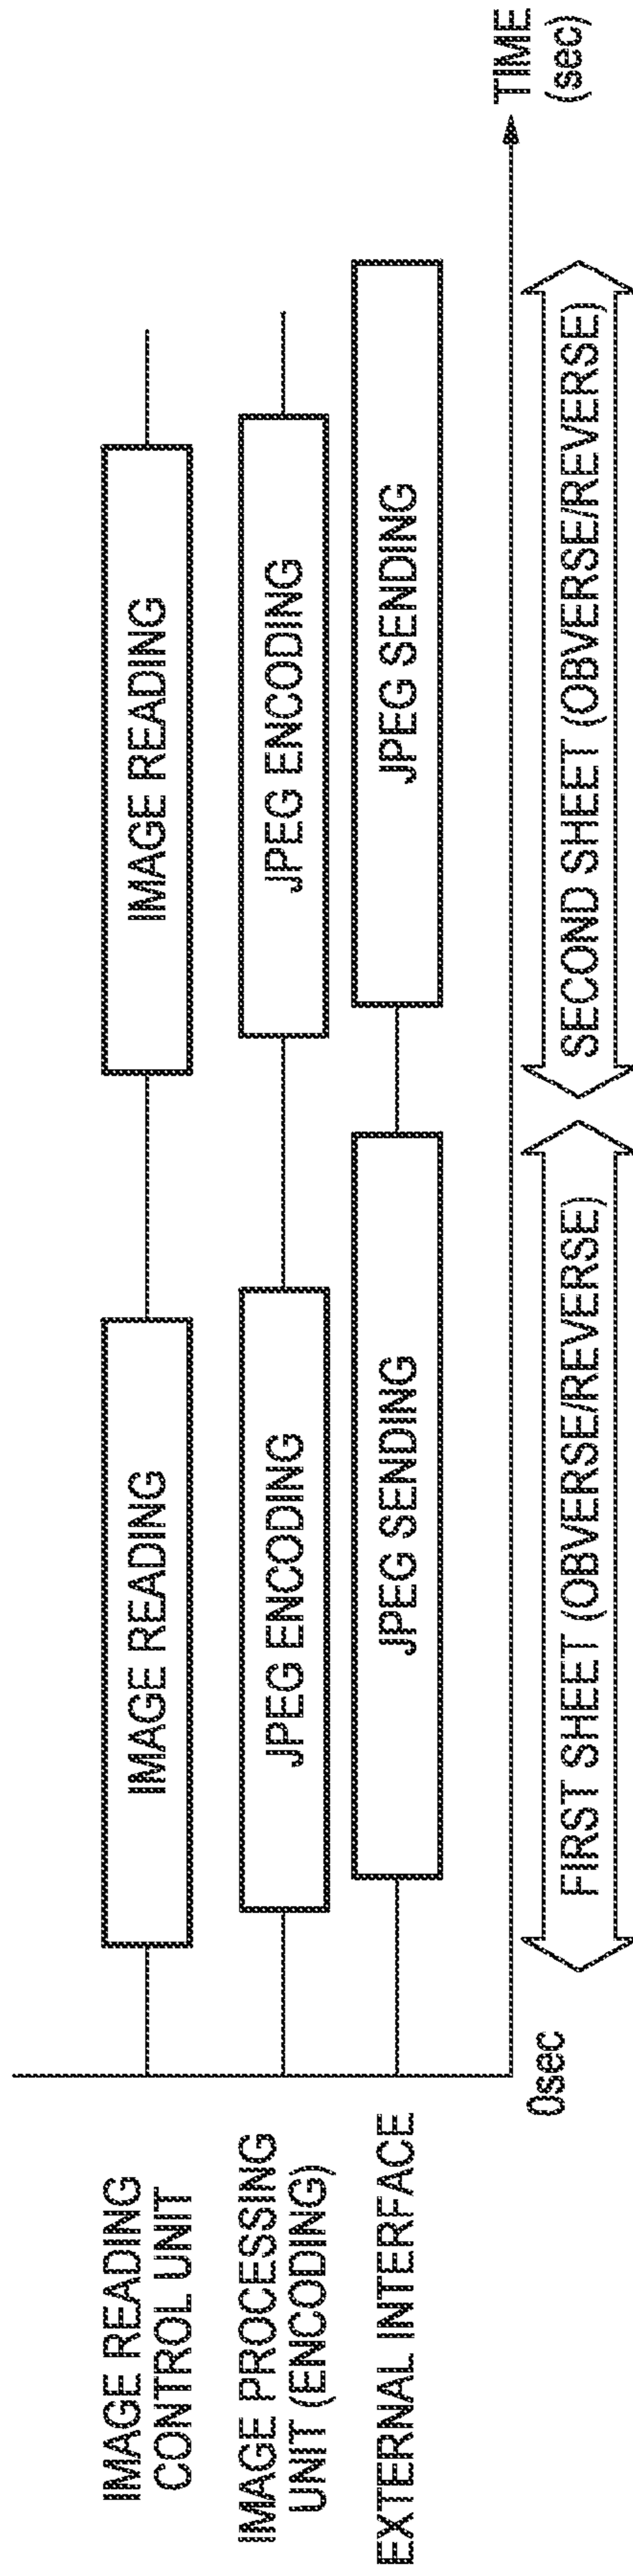 IMAGE READING
CONTROL UNIT
IMAGE READING
IMAGE READING
IMAGE PROCESSING
UNIT (ENCODING)
JPEG ENCODING
JPEG ENCODING
EXTERNAL INTERFACE
JPEG SENDING
JPEG SENDING
0sec
TIME
(sec)
FIRST SHEET (OBVERSE/REVERSE)
SECOND SHEET (OBVERSE/REVERSE)